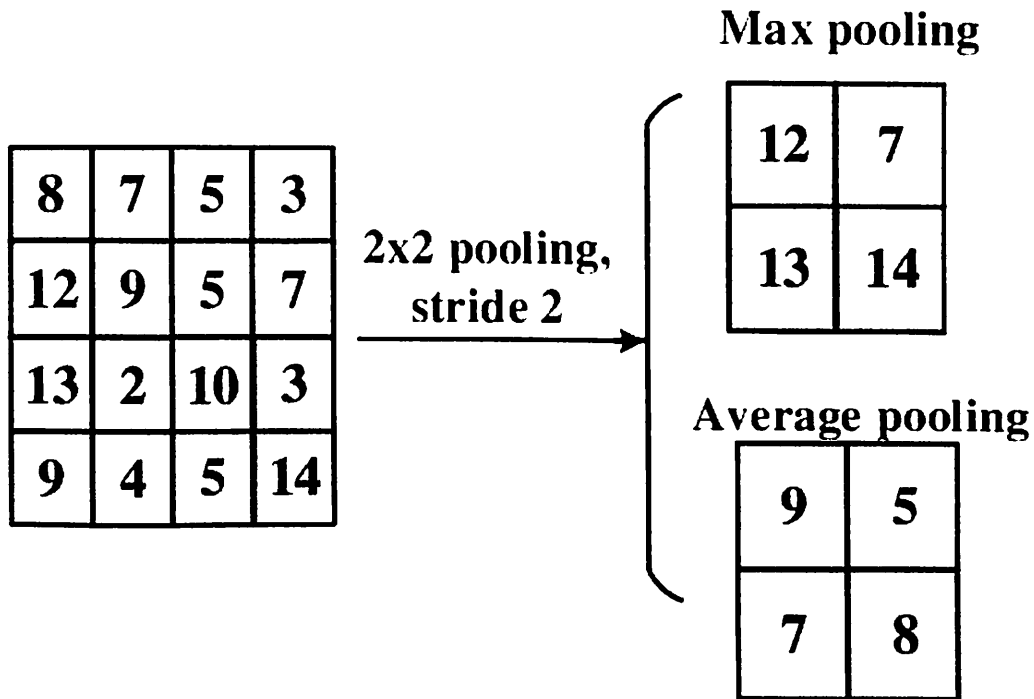 8 7 5 3
12 9 5 7
13 2 10 3
9 4 5 14
2x2 pooling,
stride 2
Max pooling
12 7
13 14
Average pooling
9 5
7 8